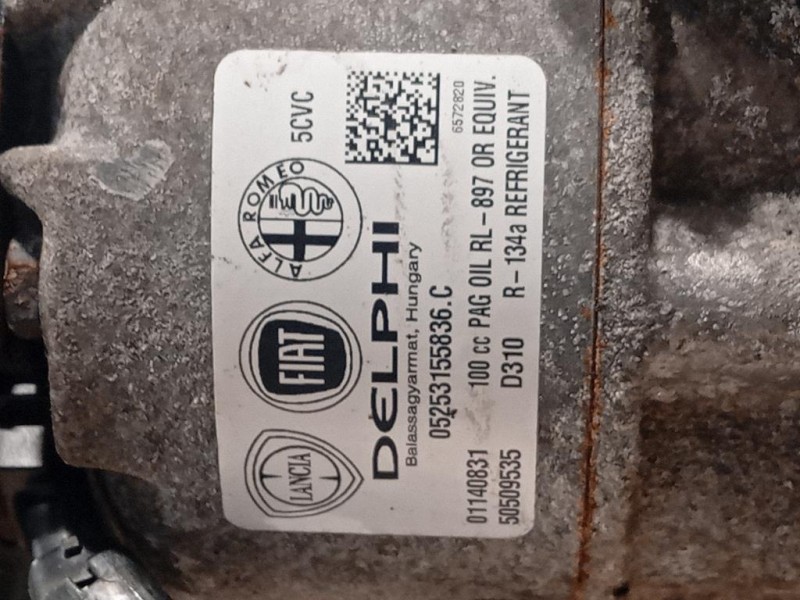 LANCIA
FIAT
ALFA ROMEO
5CVC
DELPHI
Balassagyarmat, Hungary
05253155836.C
6572820
01140831 100 cc PAG OIL RL-897 OR EQUIV.
50509535 D310 R-134a REFRIGERANT